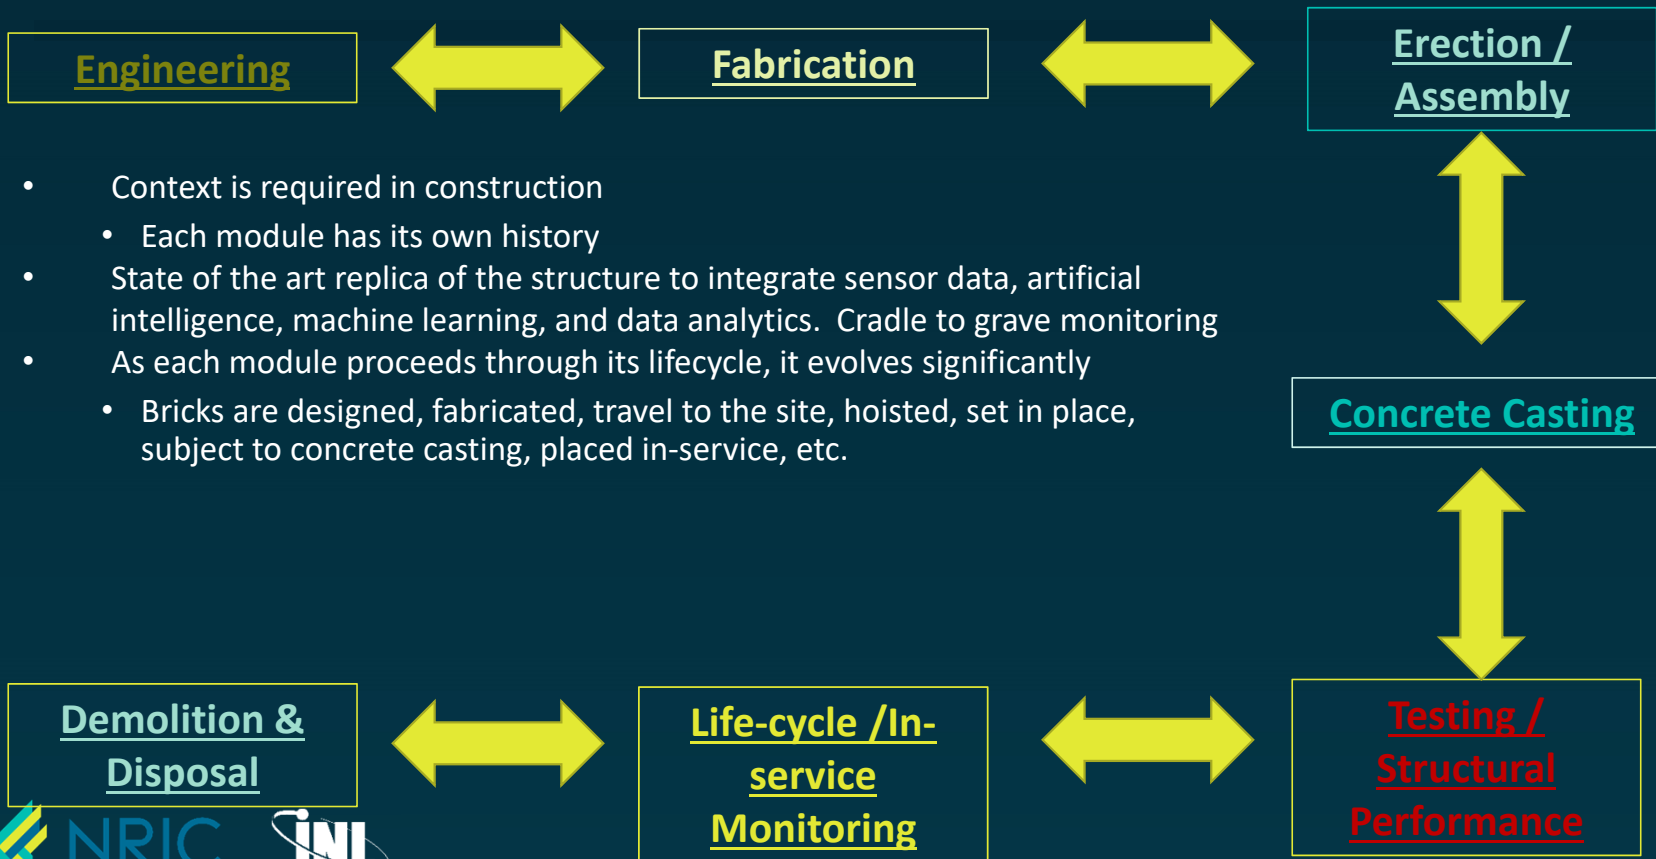 Engineering
Fabrication
Erection /
Assembly
• Context is required in construction
• Each module has its own history
• State of the art replica of the structure to integrate sensor data, artificial
intelligence, machine learning, and data analytics.  Cradle to grave monitoring
• As each module proceeds through its lifecycle, it evolves significantly
• Bricks are designed, fabricated, travel to the site, hoisted, set in place,
subject to concrete casting, placed in-service, etc.
Concrete Casting
Demolition &
Disposal
Life-cycle /In-
service
Monitoring
Testing /
Structural
Performance
NRIC
INL